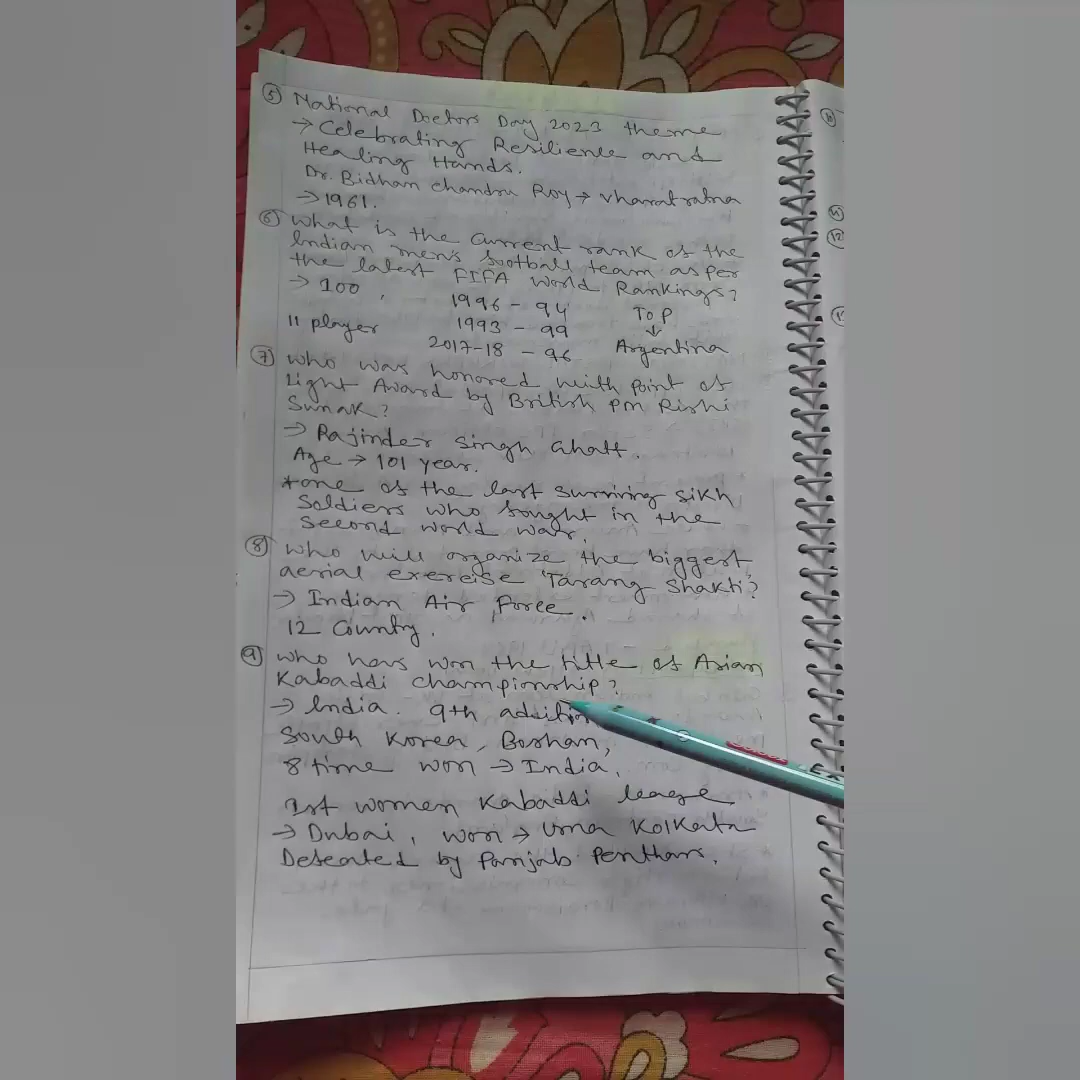 ⑤ National Doctors Day 2023 theme
→ Celebrating Resilience and
Healing Hands.
Dr. Bidhan Chandra Roy → vharatratna
→ 1961.
⑥ What is the current rank of the
Indian men's football team as per
the latest FIFA World Rankings?
→ 100, 1996 - 94 Top
11 player 1993 - 99 ↓
2017-18 - 96 Argentina
⑦ Who was honored with point of
Light Award by British PM Rishi
Sunak?
→ Rajinder Singh Dhatt.
Age → 101 year.
*one of the last surviving Sikh
Soldiers who fought in the
Second world war.
⑧ Who will organize the biggest
aerial exercise 'Tarang Shakti?
→ Indian Air Force.
12 Country.
⑨ Who has won the title of Asian
Kabaddi championship?
→ India. 9th addition
South Korea, Boshan,
8 time won → India.
1st women Kabaddi league
→ Dubai, won → Uma Kolkata
Defeated by Panjab Penthars.